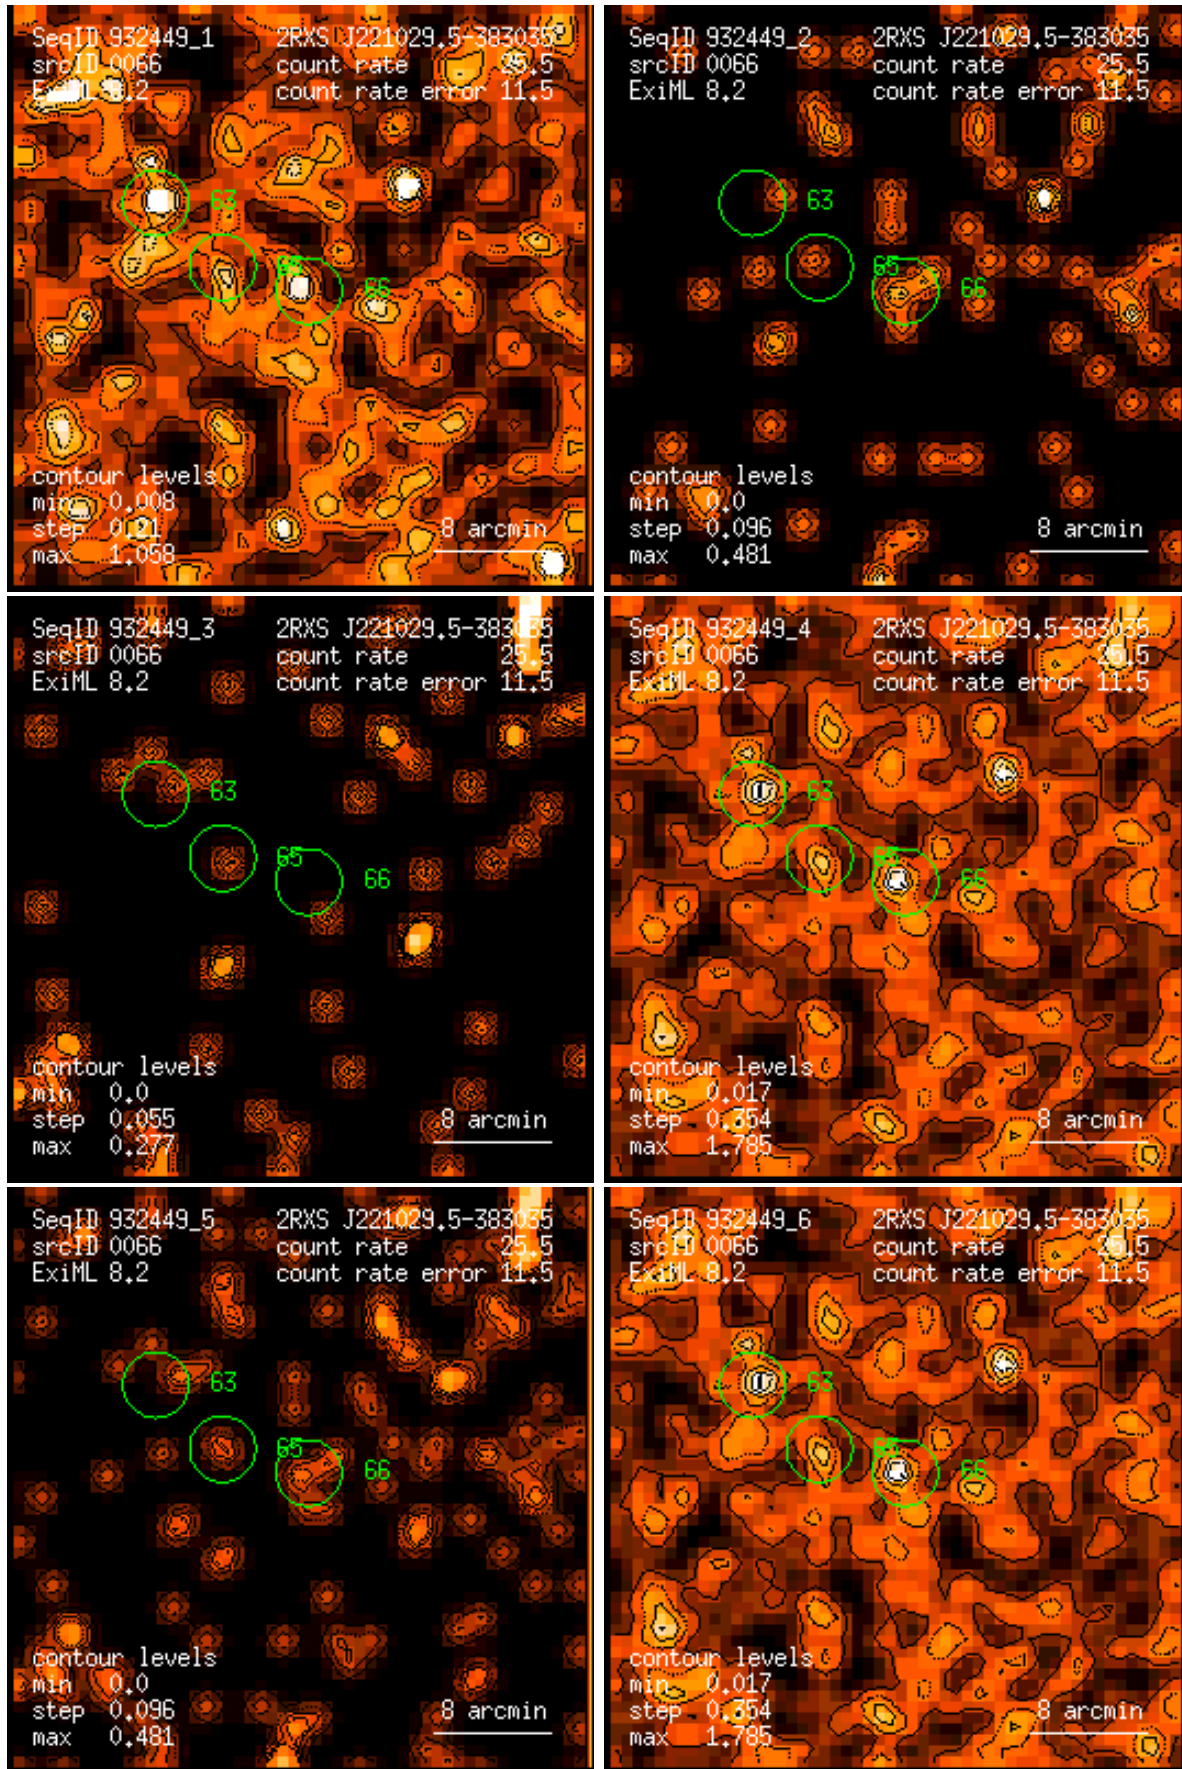 SeqID 932449_1 2RXS J221029.5-383035
srcID 0066 count rate 25.5
ExiML 8.2 count rate error 11.5
63
65
66
contour levels
min 0.008
step 0.21
max 1.058
8 arcmin
SeqID 932449_2 2RXS J221029.5-383035
srcID 0066 count rate 25.5
ExiML 8.2 count rate error 11.5
63
65
66
contour levels
min 0.0
step 0.096
max 0.481
8 arcmin
SeqID 932449_3 2RXS J221029.5-383035
srcID 0066 count rate 25.5
ExiML 8.2 count rate error 11.5
63
65
66
contour levels
min 0.0
step 0.055
max 0.277
8 arcmin
SeqID 932449_4 2RXS J221029.5-383035
srcID 0066 count rate 25.5
ExiML 8.2 count rate error 11.5
63
65
66
contour levels
min 0.017
step 0.354
max 1.785
8 arcmin
SeqID 932449_5 2RXS J221029.5-383035
srcID 0066 count rate 25.5
ExiML 8.2 count rate error 11.5
63
65
66
contour levels
min 0.0
step 0.096
max 0.481
8 arcmin
SeqID 932449_6 2RXS J221029.5-383035
srcID 0066 count rate 25.5
ExiML 8.2 count rate error 11.5
63
65
66
contour levels
min 0.017
step 0.354
max 1.785
8 arcmin